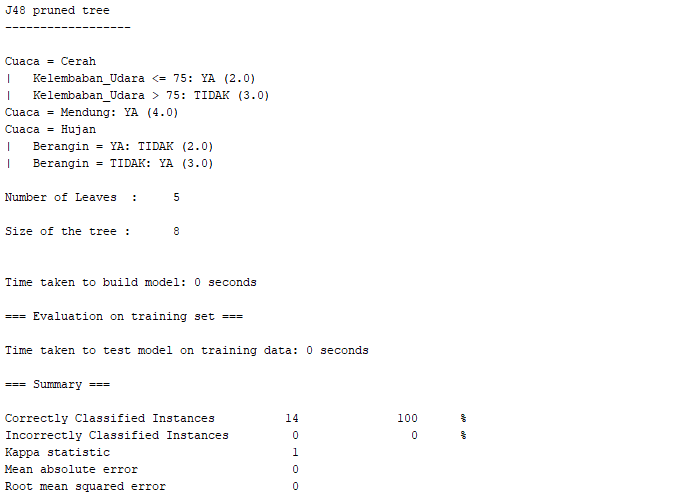 J48 pruned tree
------------------
Cuaca = Cerah
|   Kelembaban_Udara <= 75: YA (2.0)
|   Kelembaban_Udara > 75: TIDAK (3.0)
Cuaca = Mendung: YA (4.0)
Cuaca = Hujan
|   Berangin = YA: TIDAK (2.0)
|   Berangin = TIDAK: YA (3.0)
Number of Leaves  :     5
Size of the tree :      8
Time taken to build model: 0 seconds
=== Evaluation on training set ===
Time taken to test model on training data: 0 seconds
=== Summary ===
Correctly Classified Instances          14              100      %
Incorrectly Classified Instances         0                0      %
Kappa statistic                          1
Mean absolute error                      0
Root mean squared error                  0